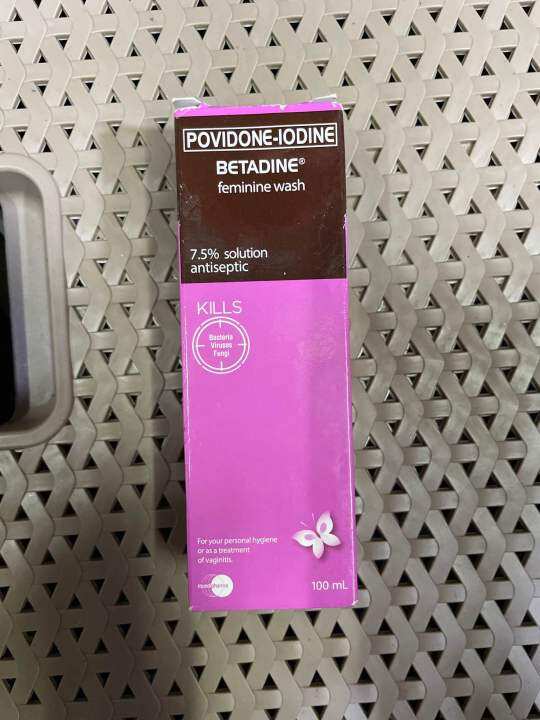 POVIDONE-IODINE
BETADINE®
feminine wash
7.5% solution
antiseptic
KILLS
Bacteria
Viruses
Fungi
For your personal hygiene
or as a treatment
of vaginitis.
mundipharma
100 mL